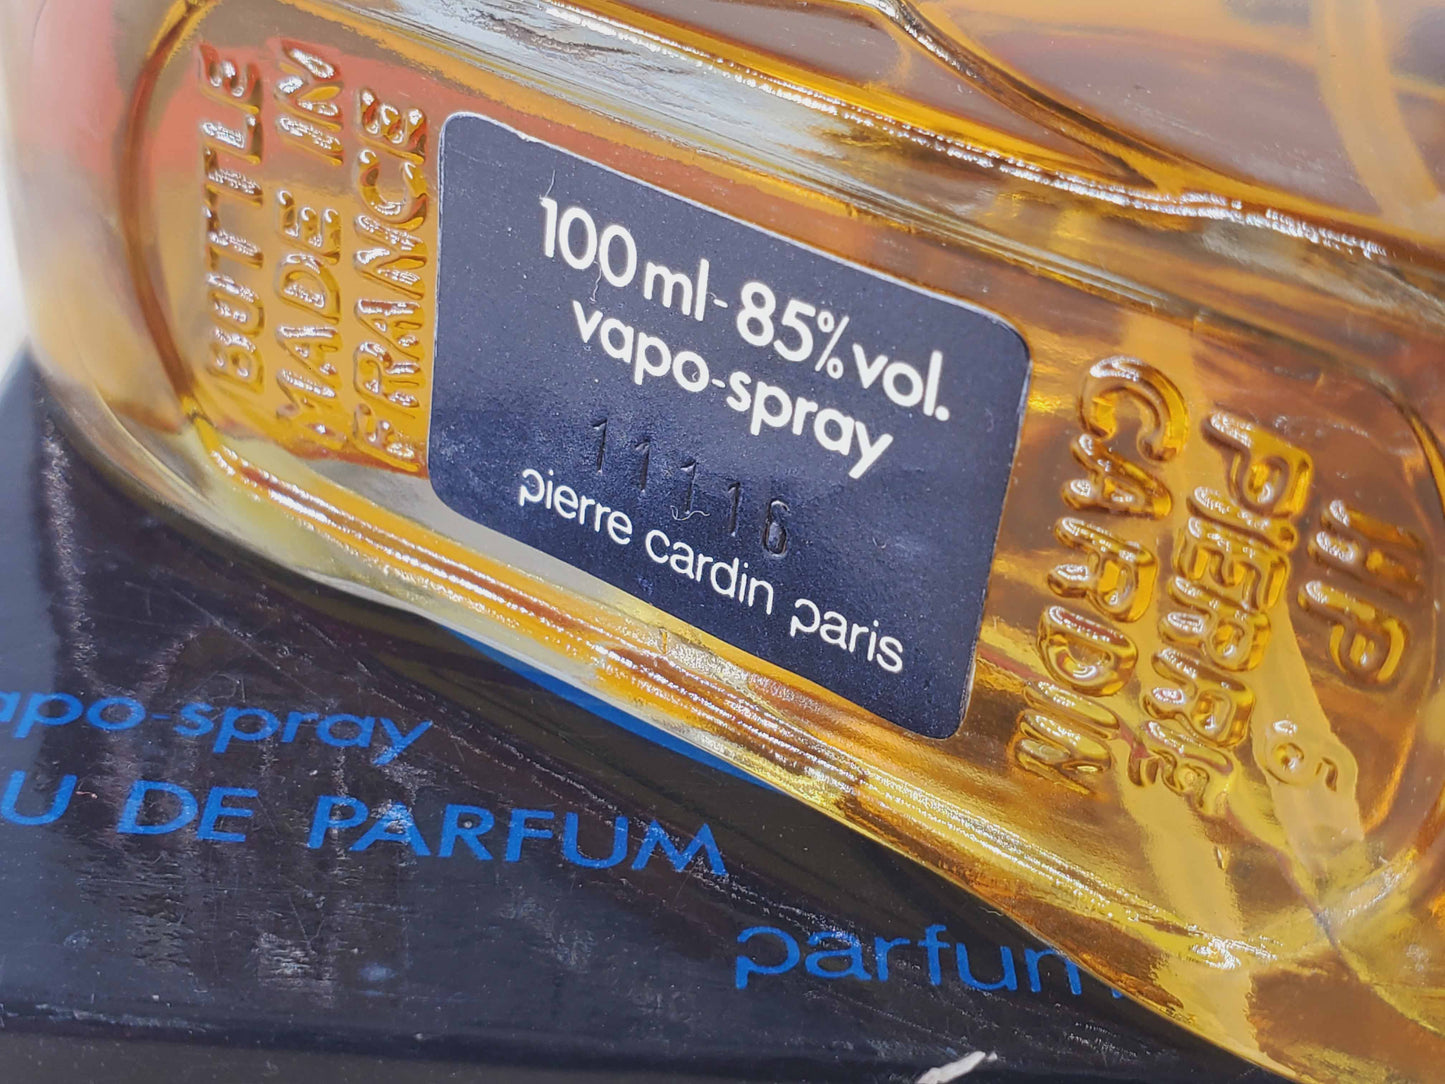 BOTTLE
MADE IN
FRANCE
100 ml - 85% vol.
vapo-spray
11116
pierre cardin paris
HP
PIERRE
CARDIN
apo-spray
U DE PARFUM
parfum